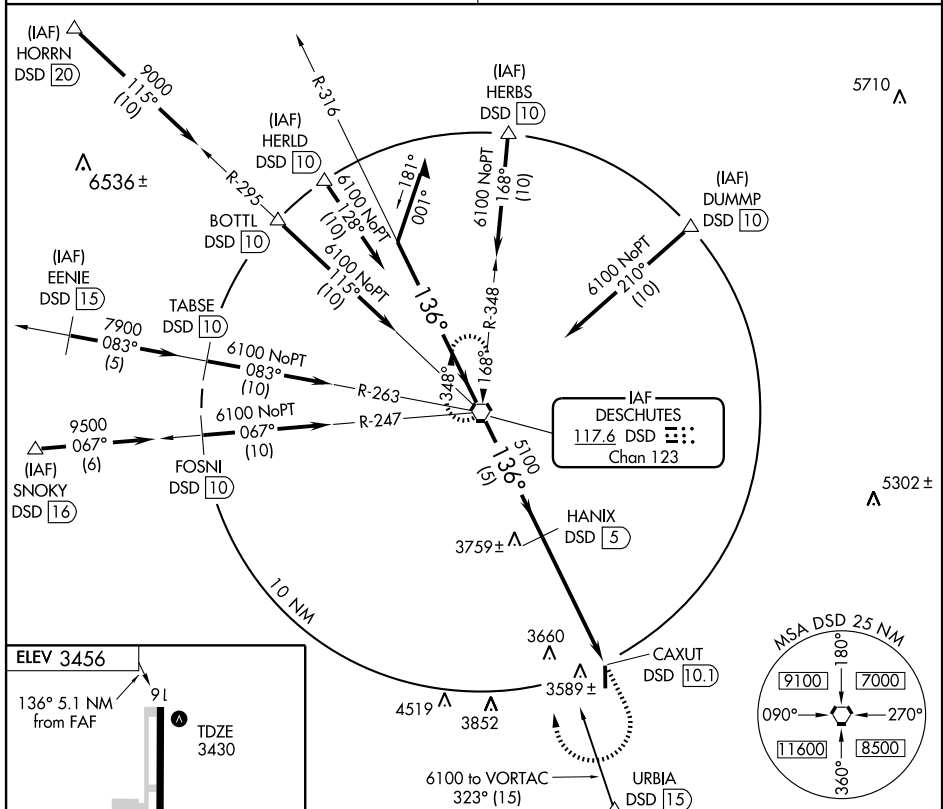 (IAF)
HORRN
DSD 20
9000
115°
(10)
6536 ±
R-316
(IAF)
HERLD
DSD 10
6100 NoPT
128°
(10)
181°
001°
(IAF)
HERBS
DSD 10
6100 NoPT
168°
(10)
5710
(IAF)
DUMMP
DSD 10
6100 NoPT
210°
(10)
R-295
BOTTL
DSD 10
6100 NoPT
115°
(10)
136°
R-348
348°
168°
(IAF)
EENIE
DSD 15
7900
083°
(5)
TABSE
DSD 10
6100 NoPT
083°
(10)
R-263
9500
067°
(6)
(IAF)
SNOKY
DSD 16
6100 NoPT
067°
(10)
R-247
FOSNI
DSD 10
IAF
DESCHUTES
117.6 DSD
Chan 123
5100
136°
(5)
HANIX
DSD 5
3759 ±
5302 ±
10 NM
3660
3589 ±
CAXUT
DSD 10.1
4519
3852
6100 to VORTAC
323° (15)
URBIA
DSD 15
MSA DSD 25 NM
180°
9100
7000
090°
270°
11600
8500
360°
ELEV 3456
136° 5.1 NM
from FAF
16
TDZE
3430